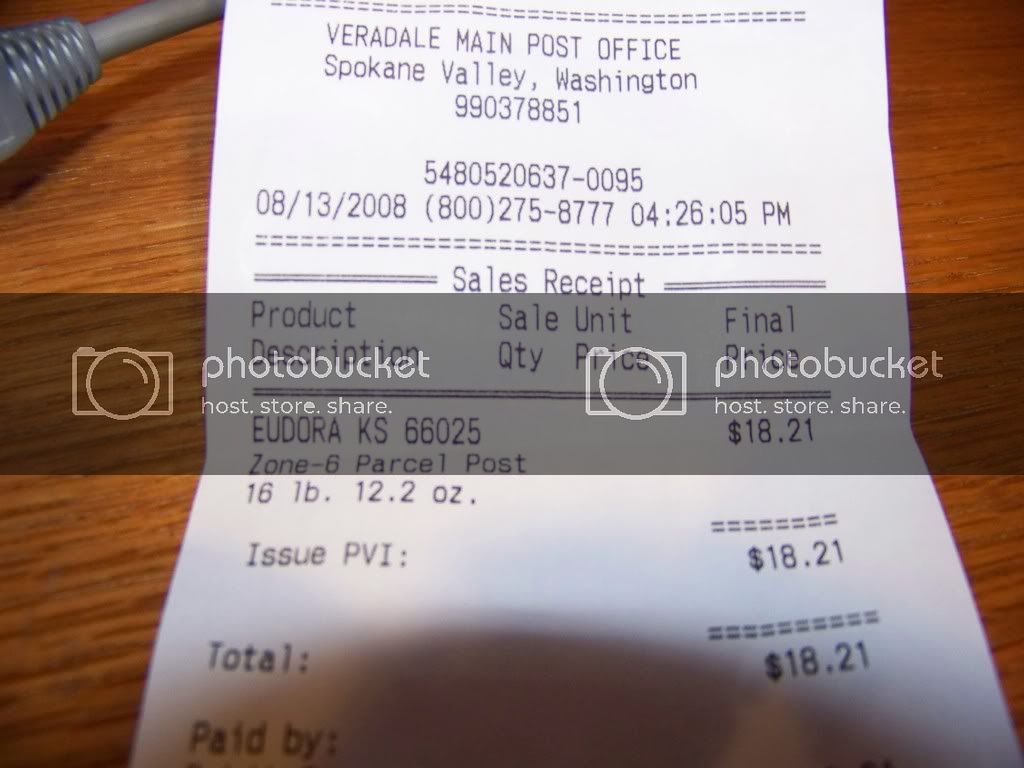 VERADALE MAIN POST OFFICE
Spokane Valley, Washington
990378851
5480520637-0095
08/13/2008 (800)275-8777 04:26:05 PM
Sales Receipt
Product Sale Unit Final
Description Qty Price Price
photobucket photobucket
host. store. share. host. store. share.
EUDORA KS 66025 $18.21
Zone-6 Parcel Post
16 lb. 12.2 oz.
Issue PVI: $18.21
Total: $18.21
Paid by: